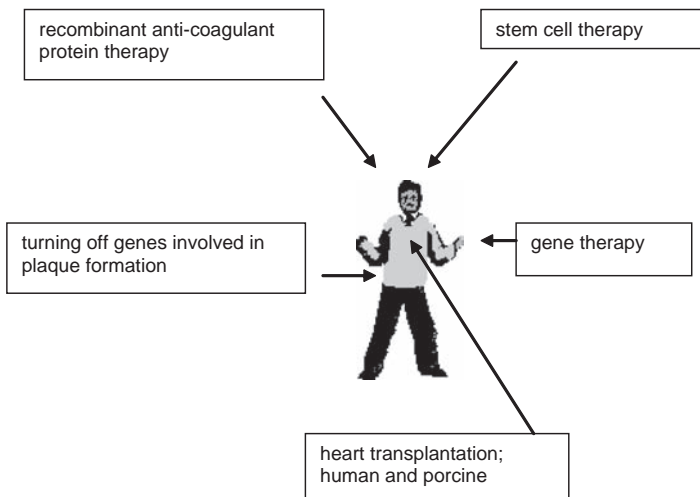 recombinant anti-coagulant
protein therapy
stem cell therapy
turning off genes involved in
plaque formation
gene therapy
heart transplantation;
human and porcine